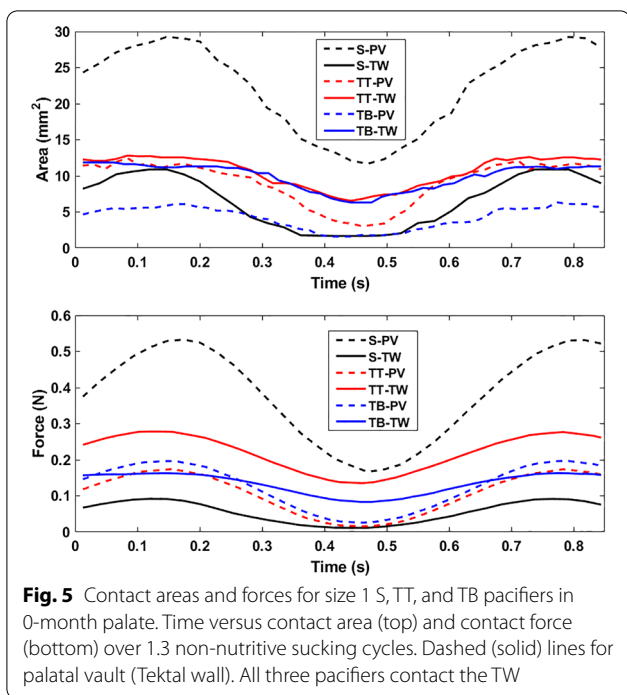 30
25
20
15
10
5
0
Area (mm²)
S-PV
S-TW
TT-PV
TT-TW
TB-PV
TB-TW
0 0.1 0.2 0.3 0.4 0.5 0.6 0.7 0.8
Time (s)
0.6
0.5
0.4
0.3
0.2
0.1
0
Force (N)
S-PV
S-TW
TT-PV
TT-TW
TB-PV
TB-TW
0 0.1 0.2 0.3 0.4 0.5 0.6 0.7 0.8
Time (s)
Fig. 5 Contact areas and forces for size 1 S, TT, and TB pacifiers in
0-month palate. Time versus contact area (top) and contact force
(bottom) over 1.3 non-nutritive sucking cycles. Dashed (solid) lines for
palatal vault (Tektal wall). All three pacifiers contact the TW